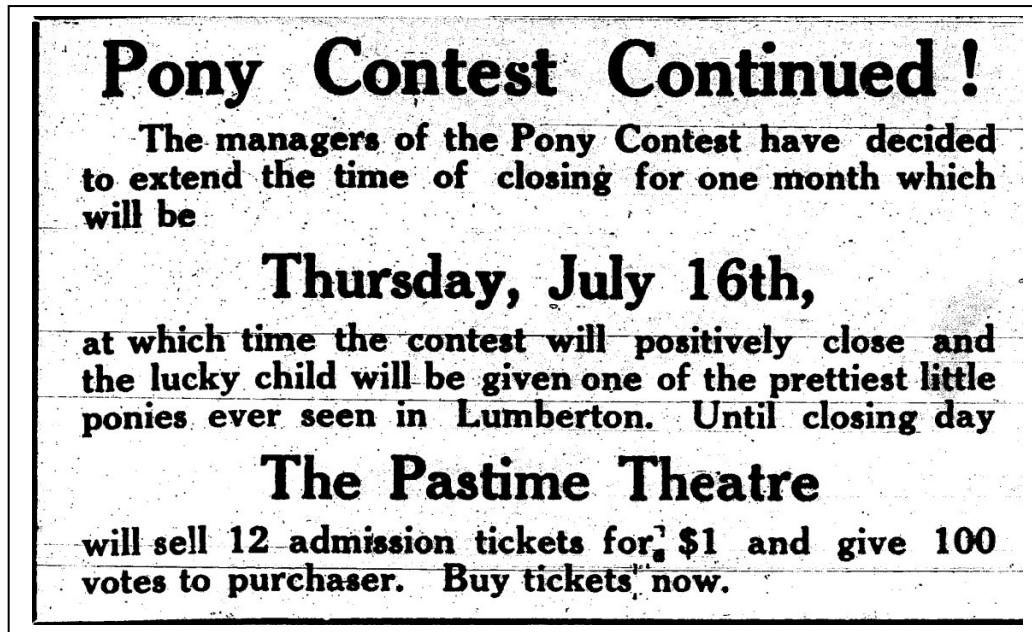 Pony Contest Continued!
The managers of the Pony Contest have decided
to extend the time of closing for one month which
will be
Thursday, July 16th,
at which time the contest will positively close and
the lucky child will be given one of the prettiest little
ponies ever seen in Lumberton. Until closing day
The Pastime Theatre
will sell 12 admission tickets for $1 and give 100
votes to purchaser. Buy tickets now.